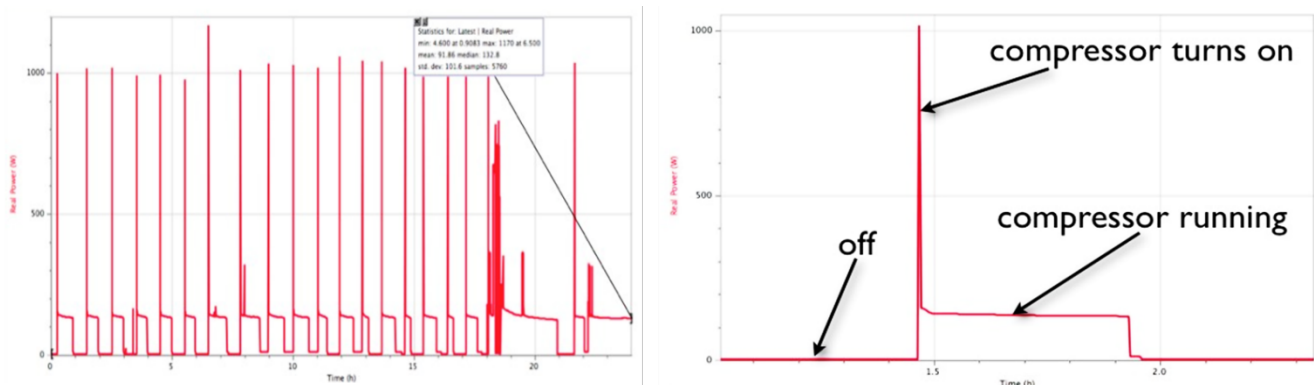 1000
500
0
Real Power (W)
0
5
10
15
20
Time (h)
Statistics for: Latest | Real Power
min: 4.600 at 0.9083 max: 1170 at 6.500
mean: 91.86 median: 132.8
std. dev: 101.6 samples: 5760
1000
500
0
Real Power (W)
1.5
2.0
Time (h)
compressor turns on
compressor running
off